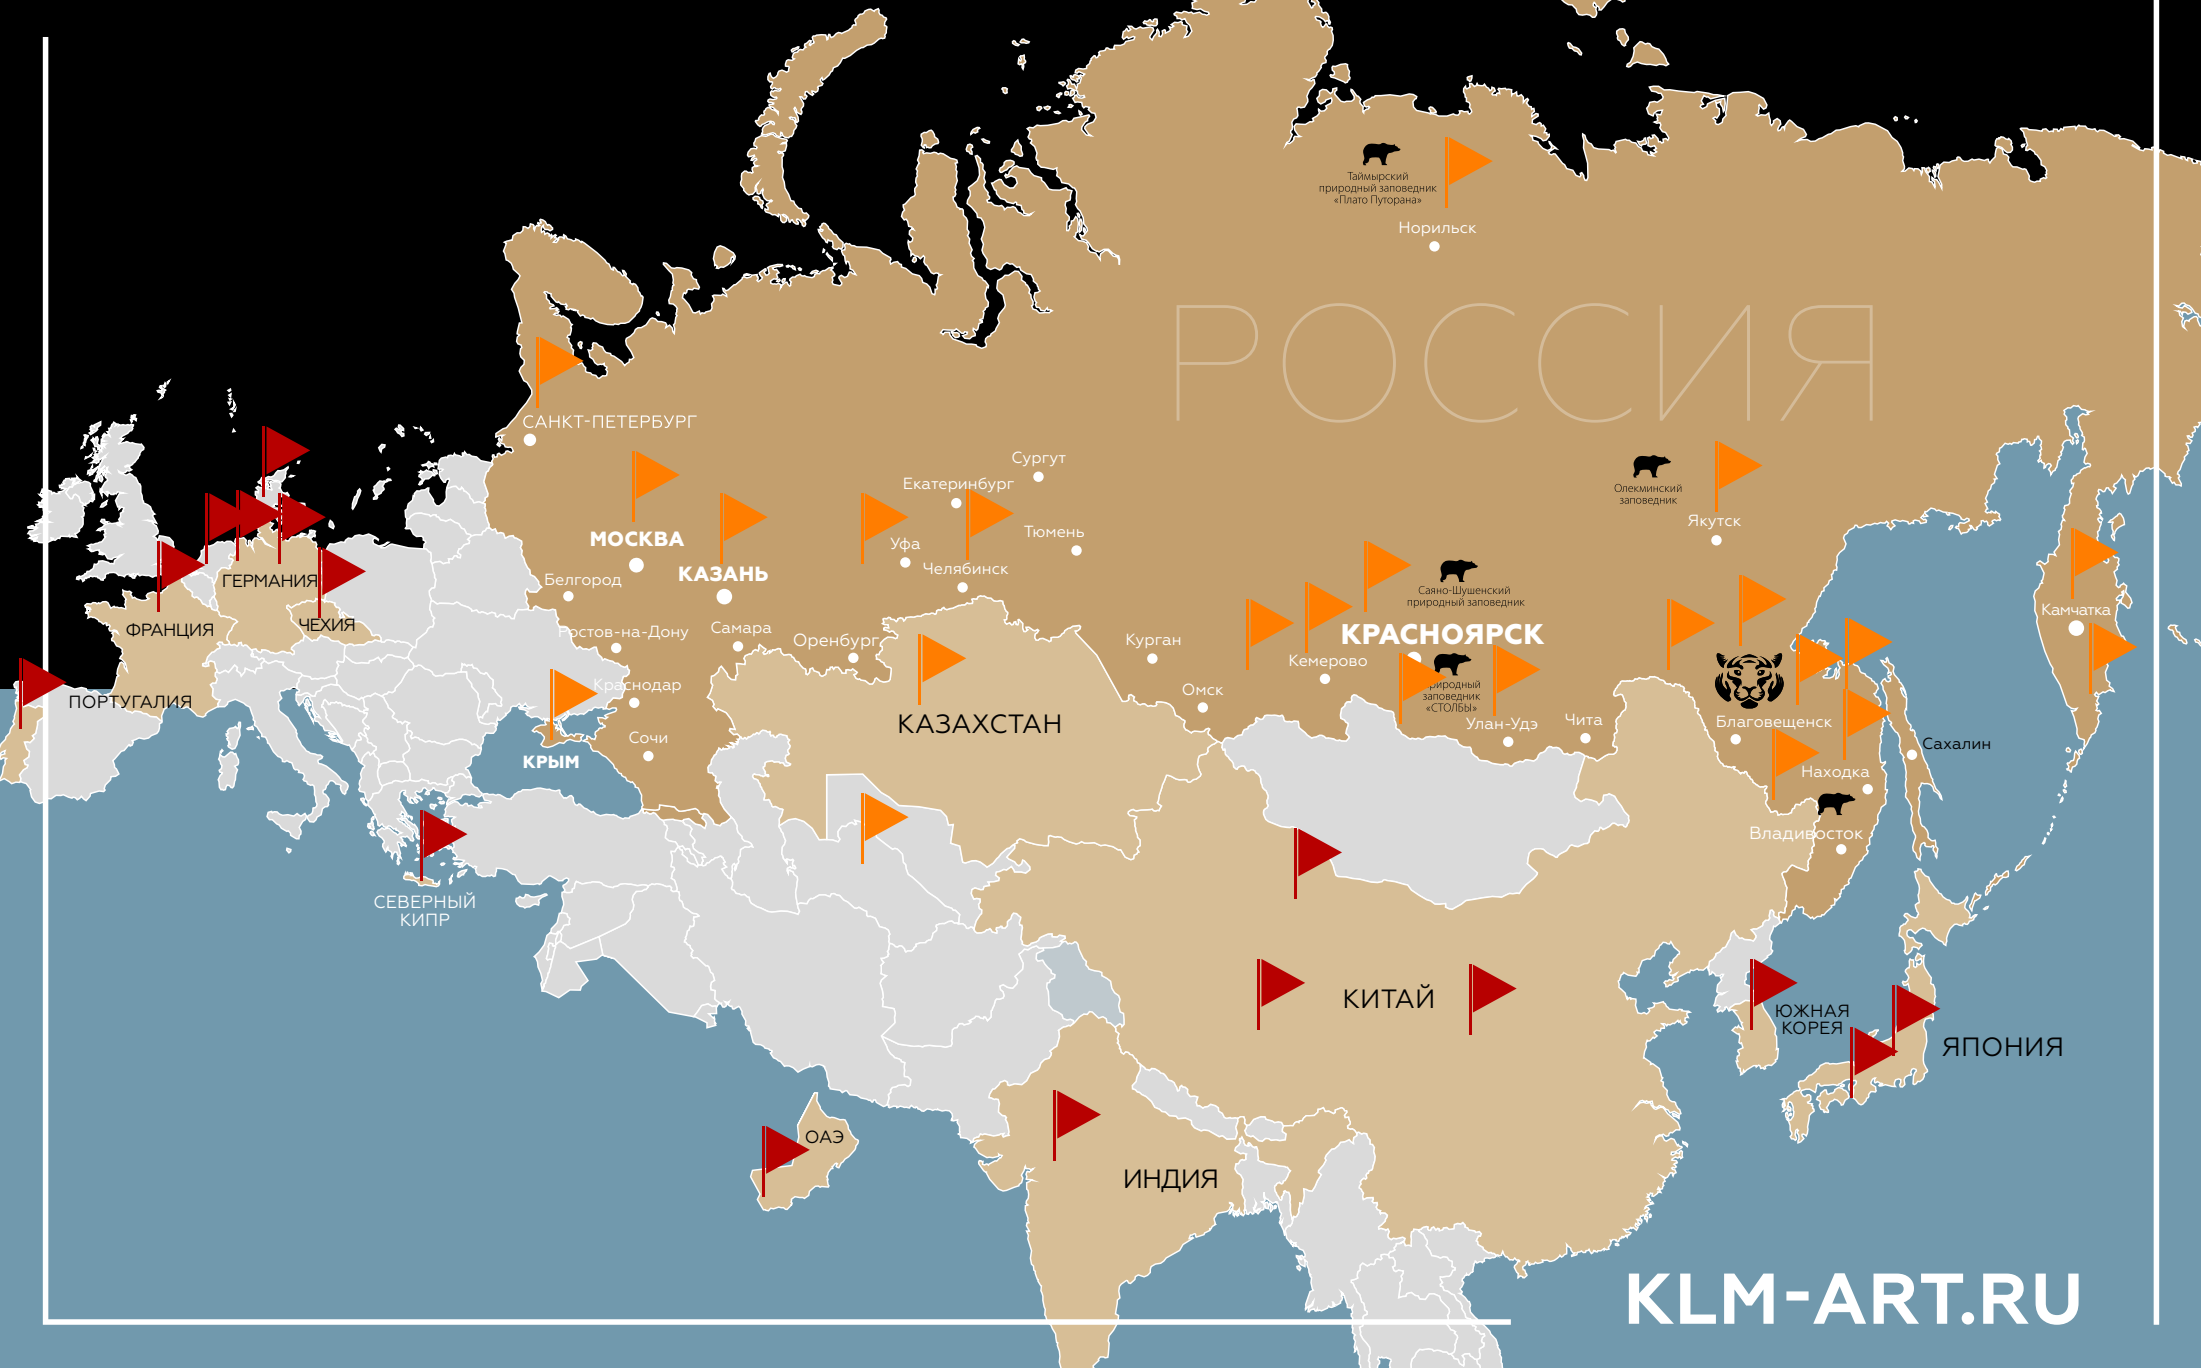 Таймырский
природный заповедник
«Плато Путорана»
Норильск
РОССИЯ
САНКТ-ПЕТЕРБУРГ
Сургут
Екатеринбург
Олекминский
заповедник
Якутск
Тюмень
МОСКВА
Уфа
Челябинск
КАЗАНЬ
Белгород
ГЕРМАНИЯ
Саяно-Шушенский
природный заповедник
Камчатка
ФРАНЦИЯ
ЧЕХИЯ
Ростов-на-Дону
Самара
Оренбург
Курган
КРАСНОЯРСК
Кемерово
Краснодар
природный
заповедник
«СТОЛБЫ»
Омск
ПОРТУГАЛИЯ
КАЗАХСТАН
Улан-Удэ
Чита
Благовещенск
Сочи
Сахалин
КРЫМ
Находка
Владивосток
СЕВЕРНЫЙ
КИПР
КИТАЙ
ЮЖНАЯ
КОРЕЯ
ЯПОНИЯ
ОАЭ
ИНДИЯ
KLM-ART.RU